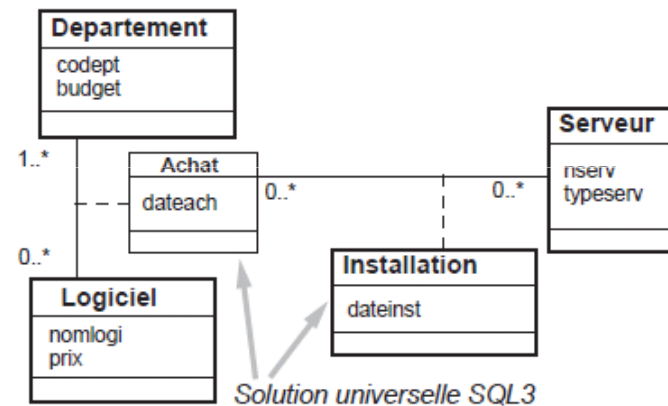 Departement
codept
budget
1..*
Achat
dateach
0..*
0..*
Serveur
nserv
typeserv
0..*
Logiciel
nomlogi
prix
Installation
dateinst
Solution universelle SQL3